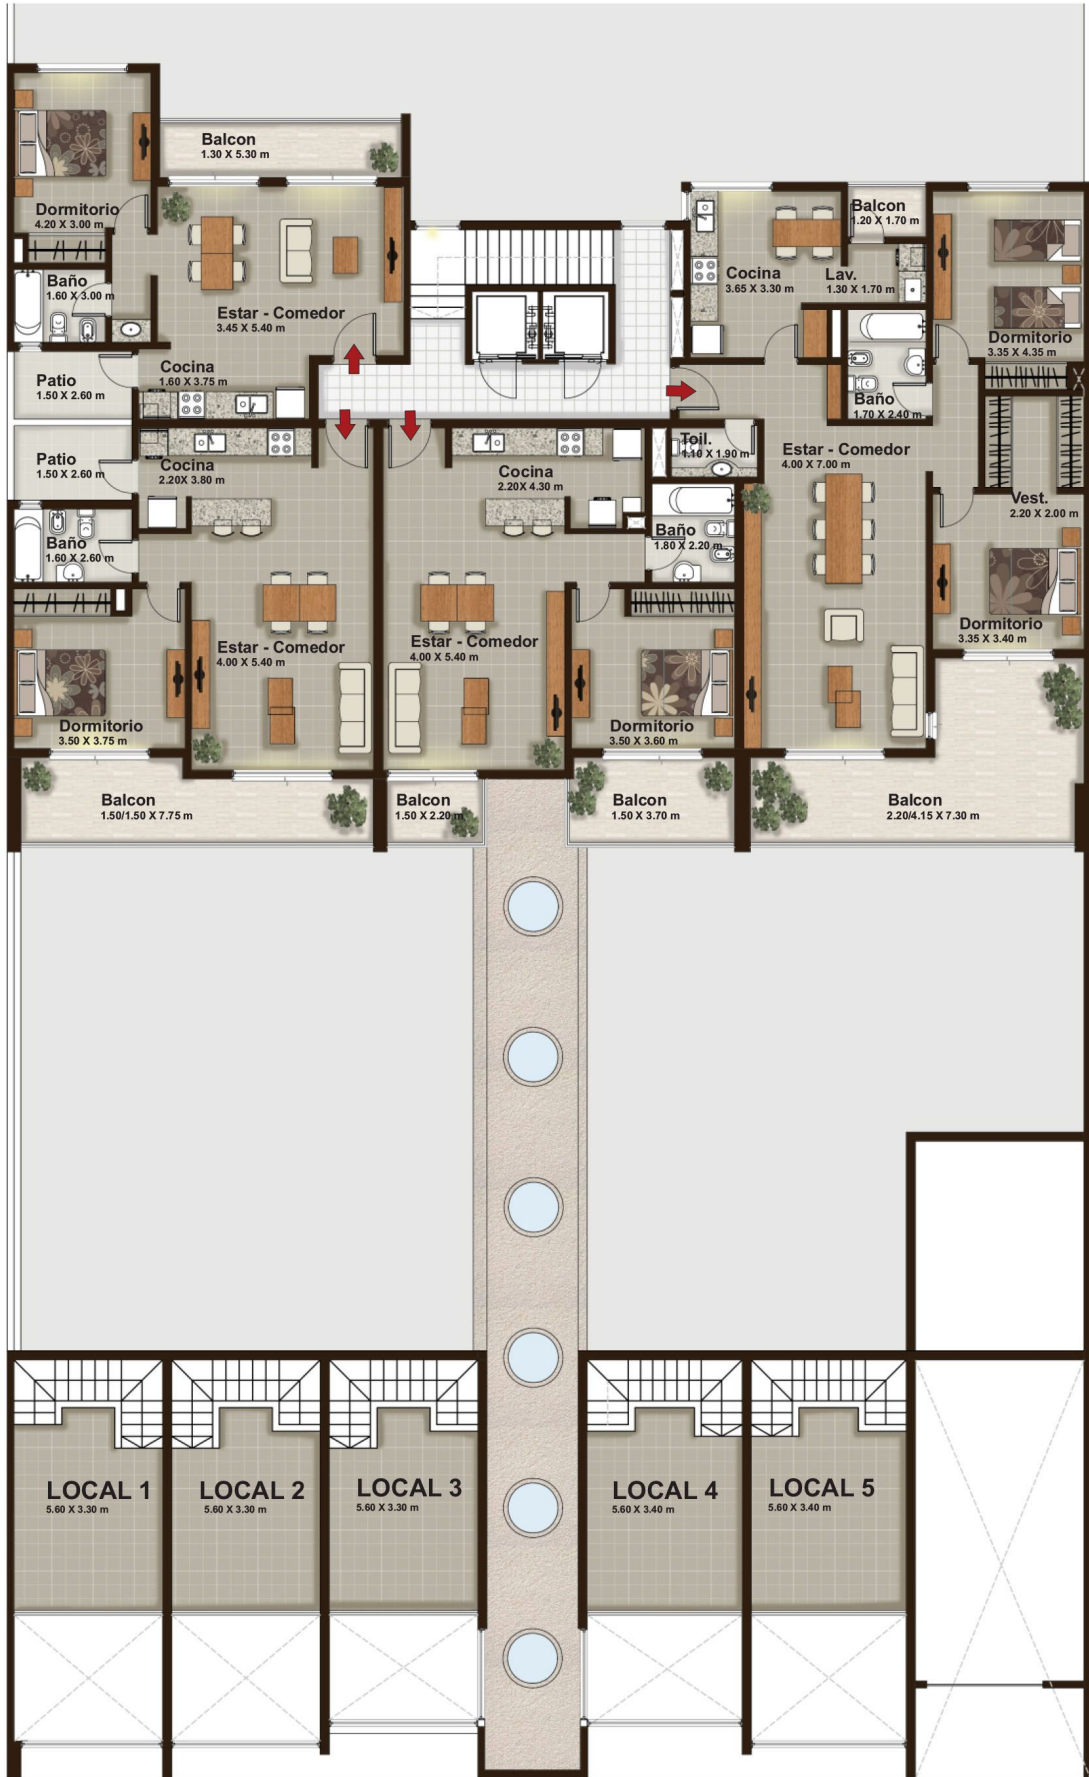 Balcon
1.30 X 5.30 m
Dormitorio
4.20 X 3.00 m
Baño
1.60 X 3.00 m
Estar - Comedor
3.45 X 5.40 m
Cocina
1.60 X 3.75 m
Patio
1.50 X 2.60 m
Balcon
1.20 X 1.70 m
Cocina
3.65 X 3.30 m
Lav.
1.30 X 1.70 m
Dormitorio
3.35 X 4.35 m
Baño
1.70 X 2.40 m
Toil.
1.10 X 1.90 m
Estar - Comedor
4.00 X 7.00 m
Vest.
2.20 X 2.00 m
Dormitorio
3.35 X 3.40 m
Patio
1.50 X 2.60 m
Cocina
2.20X 3.80 m
Baño
1.60 X 2.60 m
Estar - Comedor
4.00 X 5.40 m
Dormitorio
3.50 X 3.75 m
Cocina
2.20X 4.30 m
Baño
1.80 X 2.20 m
Estar - Comedor
4.00 X 5.40 m
Dormitorio
3.50 X 3.60 m
Balcon
1.50/1.50 X 7.75 m
Balcon
1.50 X 2.20 m
Balcon
1.50 X 3.70 m
Balcon
2.20/4.15 X 7.30 m
LOCAL 1
5.60 X 3.30 m
LOCAL 2
5.60 X 3.30 m
LOCAL 3
5.60 X 3.30 m
LOCAL 4
5.60 X 3.40 m
LOCAL 5
5.60 X 3.40 m